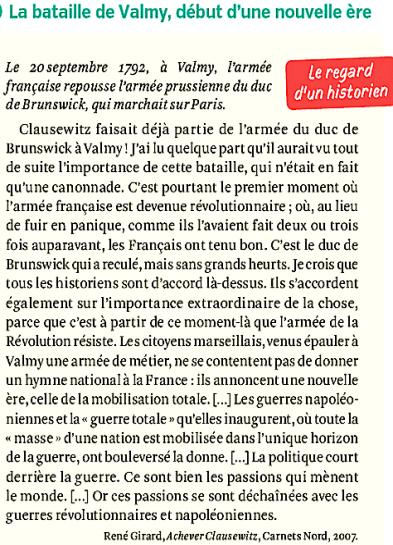 La bataille de Valmy, début d'une nouvelle ère
Le 20 septembre 1792, à Valmy, l'armée
française repousse l'armée prussienne du duc
de Brunswick, qui marchait sur Paris.
Le regard
d'un historien
Clausewitz faisait déjà partie de l'armée du duc de
Brunswick à Valmy ! J'ai lu quelque part qu'il aurait vu tout
de suite l'importance de cette bataille, qui n'était en fait
qu'une canonnade. C'est pourtant le premier moment où
l'armée française est devenue révolutionnaire ; où, au lieu
de fuir en panique, comme ils l'avaient fait deux ou trois
fois auparavant, les Français ont tenu bon. C'est le duc de
Brunswick qui a reculé, mais sans grands heurts. Je crois que
tous les historiens sont d'accord là-dessus. Ils s'accordent
également sur l'importance extraordinaire de la chose,
parce que c'est à partir de ce moment-là que l'armée de la
Révolution résiste. Les citoyens marseillais, venus épauler à
Valmy une armée de métier, ne se contentent pas de donner
un hymne national à la France : ils annoncent une nouvelle
ère, celle de la mobilisation totale. [...] Les guerres napoléo-
niennes et la « guerre totale » qu'elles inaugurent, où toute la
« masse » d'une nation est mobilisée dans l'unique horizon
de la guerre, ont bouleversé la donne. [...] La politique court
derrière la guerre. Ce sont bien les passions qui mènent
le monde. [...] Or ces passions se sont déchaînées avec les
guerres révolutionnaires et napoléoniennes.
René Girard, Achever Clausewitz, Carnets Nord, 2007.